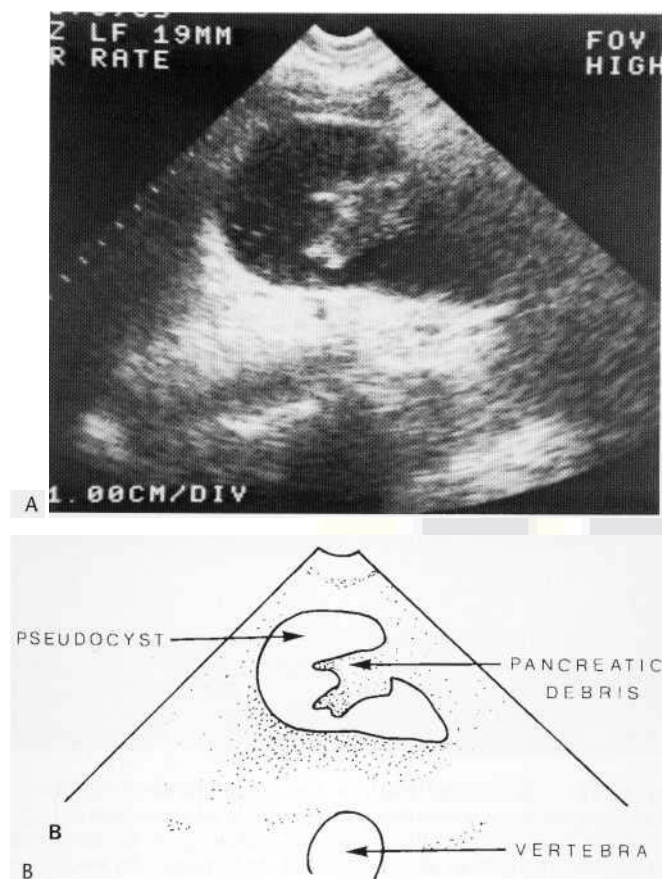 Z LF 19MM
R RATE
FOV
HIGH
1.00CM/DIV
A
PSEUDOCYST
PANCREATIC
DEBRIS
VERTEBRA
B
B